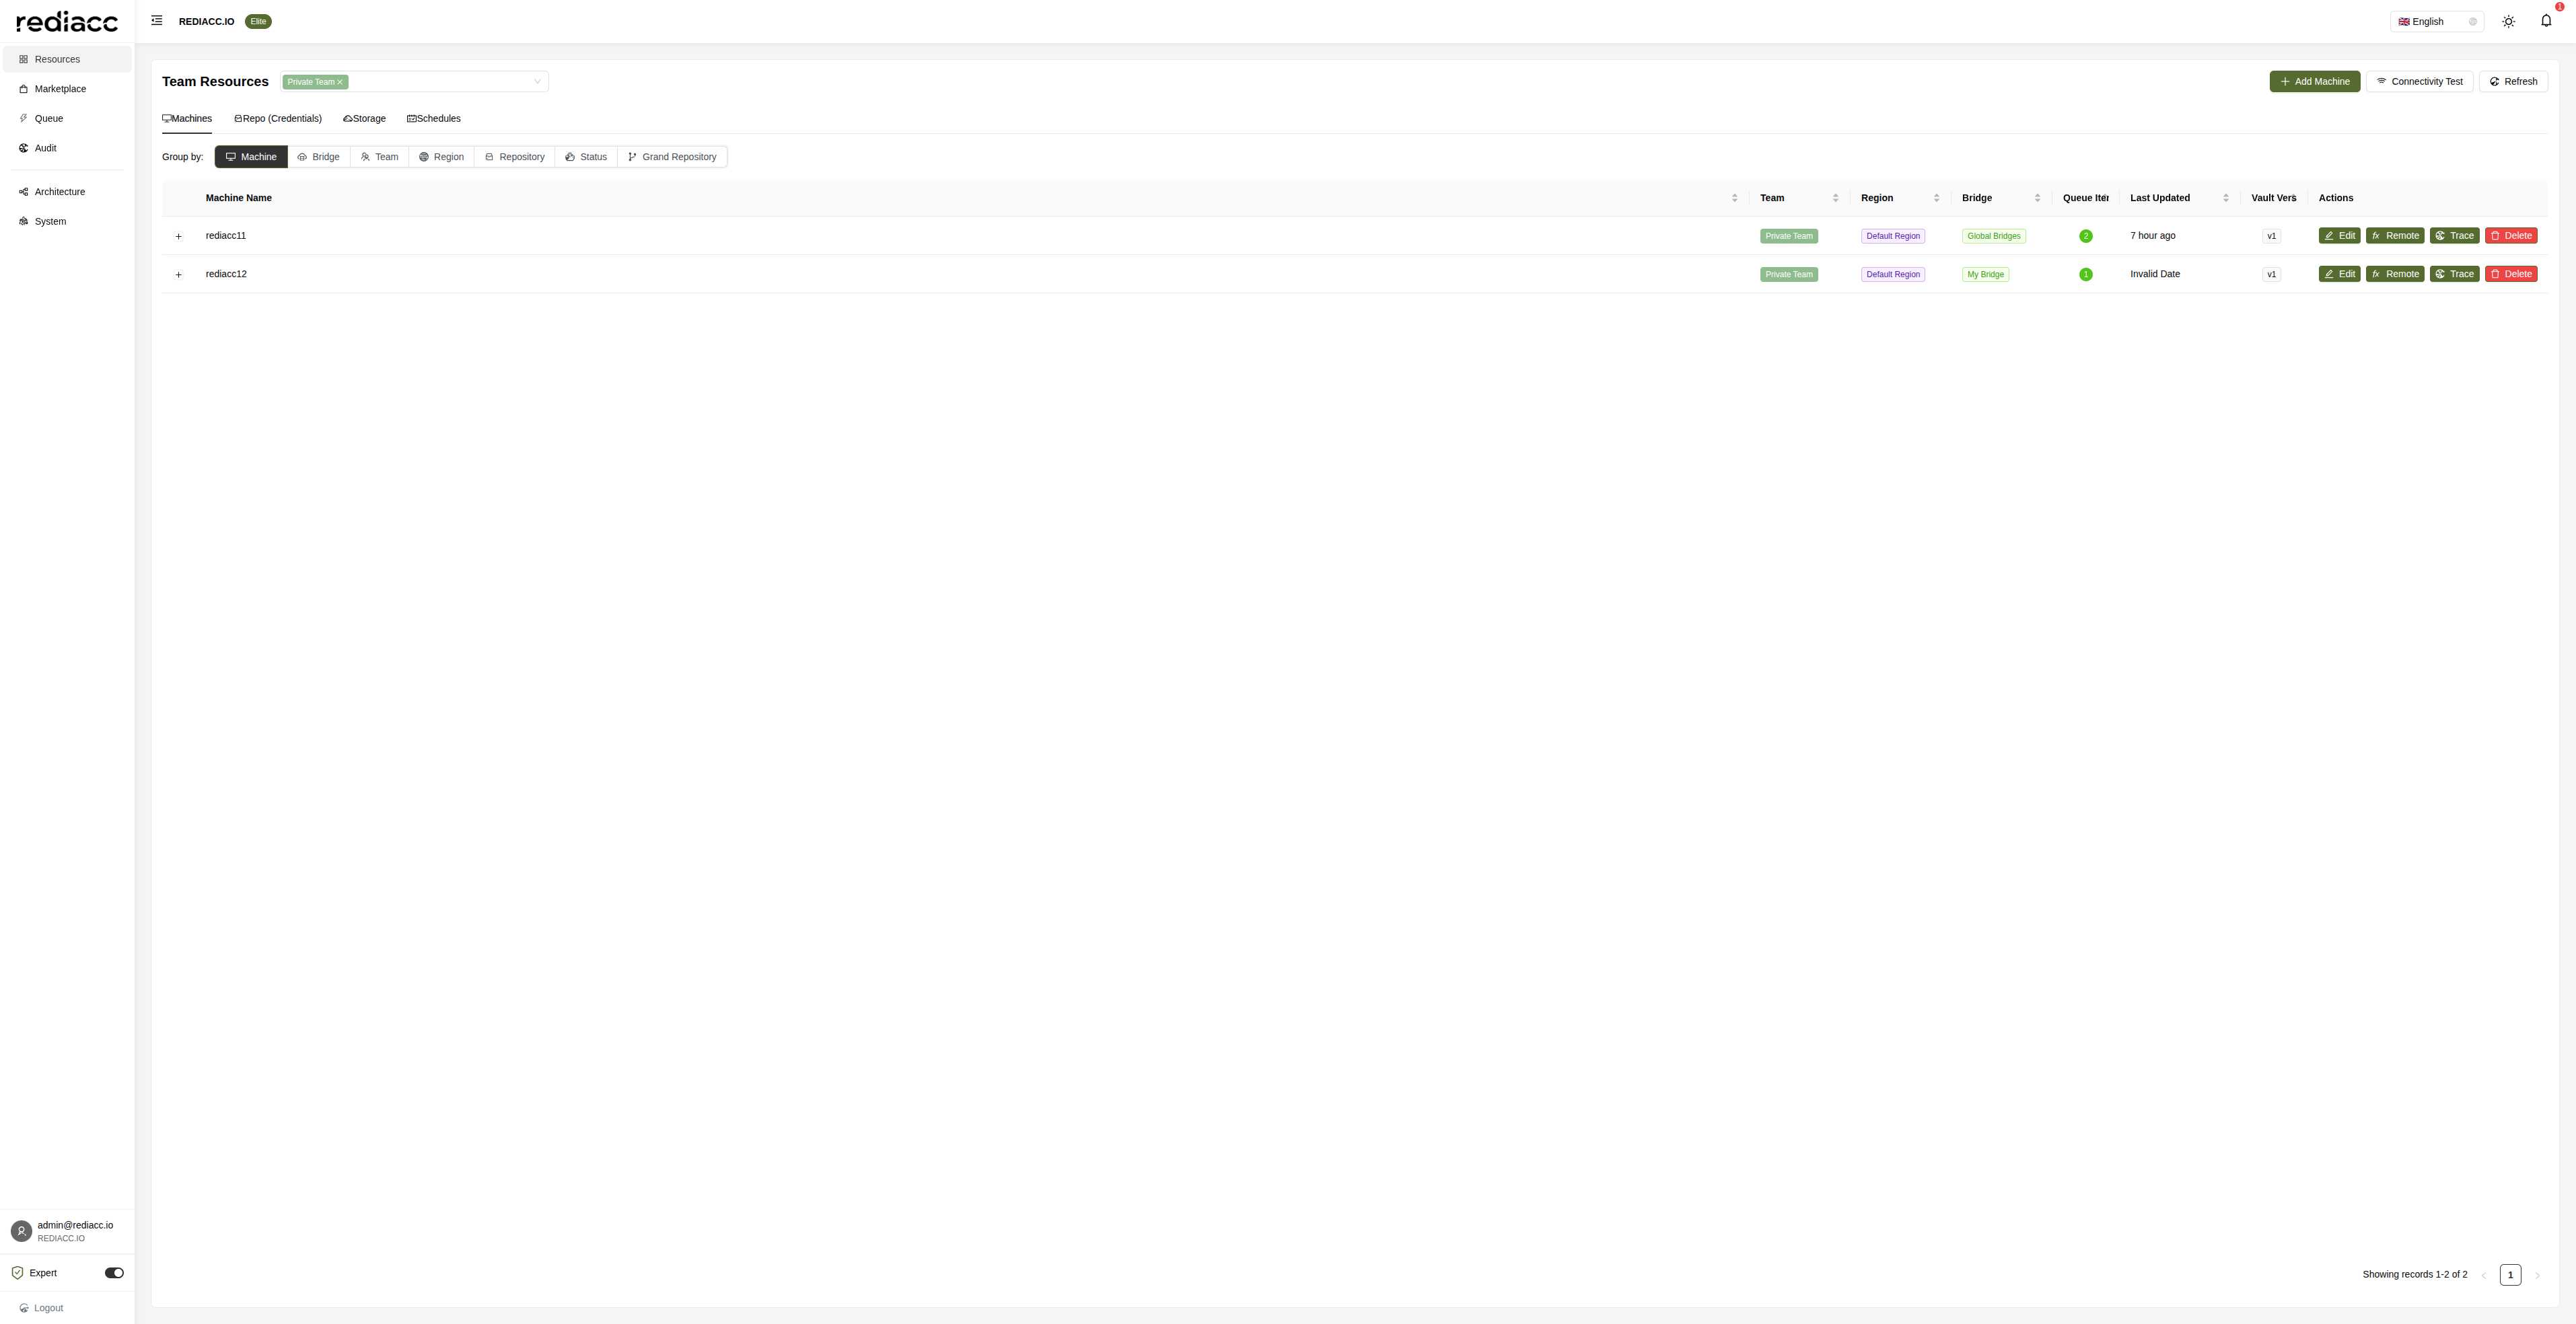 rediacc
REDIACC.IO Elite
English
1
Resources
Marketplace
Queue
Audit
Architecture
System
Team Resources Private Team
Add Machine Connectivity Test Refresh
Machines Repo (Credentials) Storage Schedules
Group by: Machine Bridge Team Region Repository Status Grand Repository
Machine Name Team Region Bridge Queue Iter Last Updated Vault Vers Actions
+ rediacc11 Private Team Default Region Global Bridges 2 7 hour ago v1 Edit fx Remote Trace Delete
+ rediacc12 Private Team Default Region My Bridge 1 Invalid Date v1 Edit fx Remote Trace Delete
admin@rediacc.io
REDIACC.IO
Expert
Showing records 1-2 of 2 1
Logout